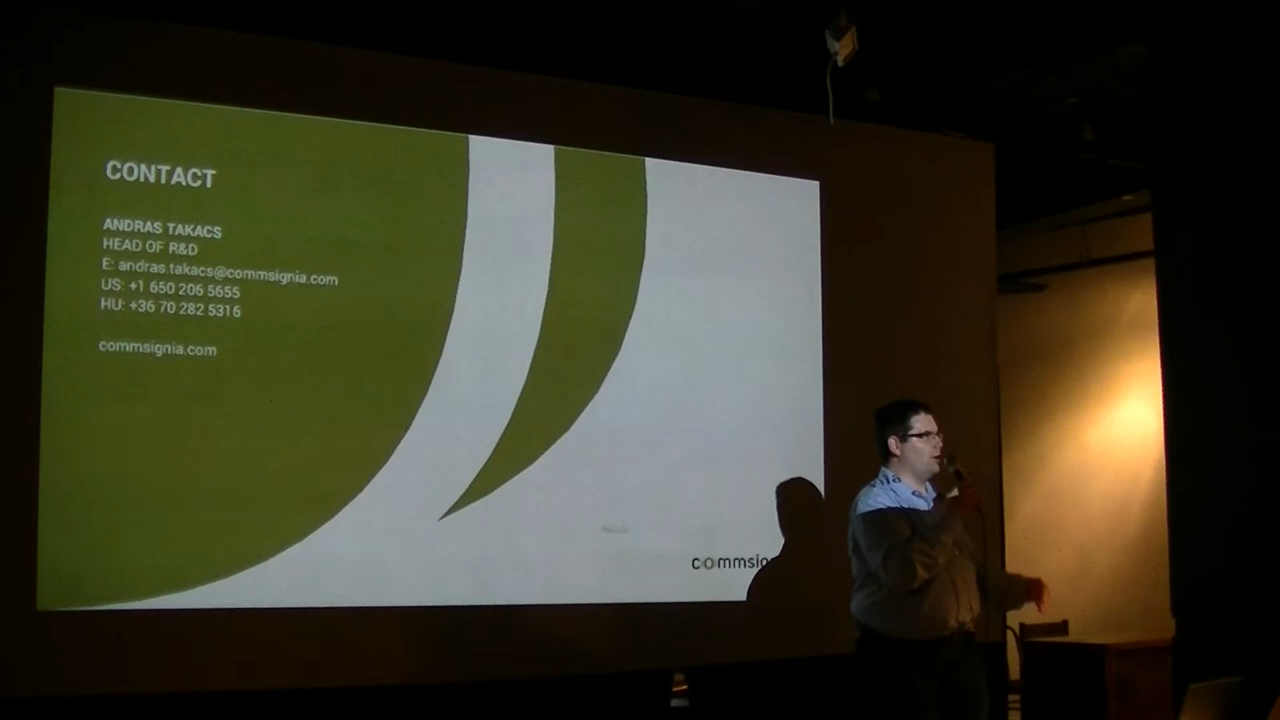 CONTACT
ANDRAS TAKACS
HEAD OF R&D
E: andras.takacs@commsignia.com
US: +1 650 206 5655
HU: +36 70 282 5316
commsignia.com
commsig